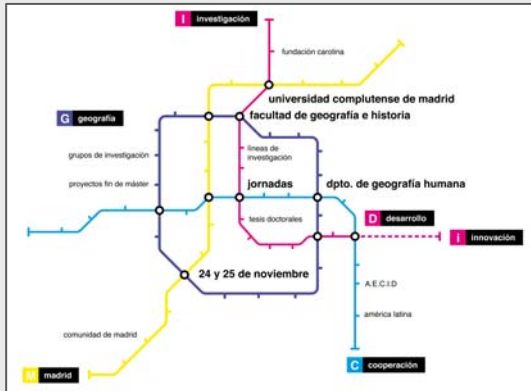 I investigación
fundación carolina
universidad complutense de madrid
G geografía
facultad de geografía e historia
grupos de investigación
líneas de
investigación
proyectos fin de máster
jornadas
dpto. de geografía humana
tesis doctorales
D desarrollo
i innovación
24 y 25 de noviembre
A.E.C.I.D
américa latina
comunidad de madrid
C cooperación
M madrid